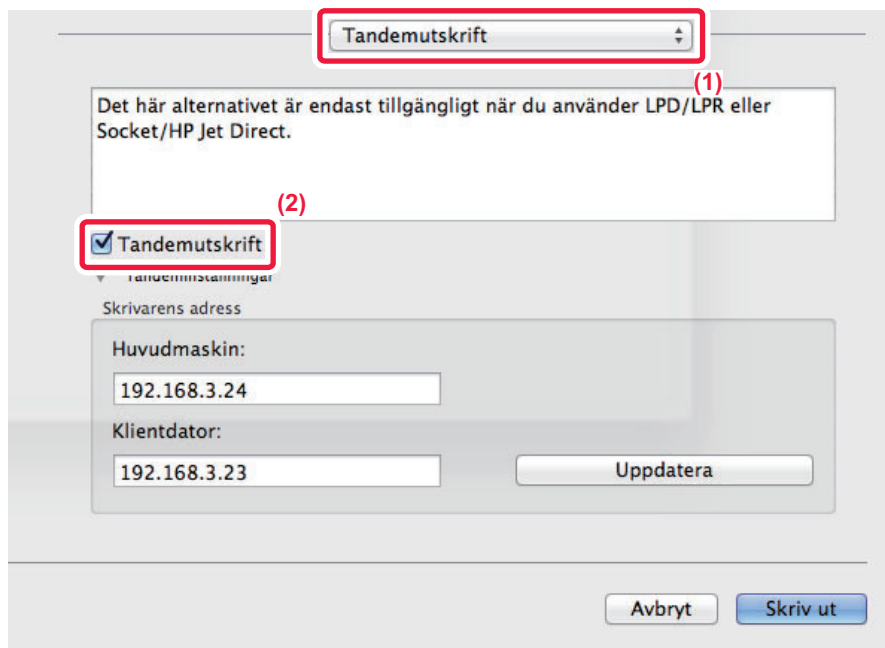 Tandemutskrift
(1)
Det här alternativet är endast tillgängligt när du använder LPD/LPR eller
Socket/HP Jet Direct.
(2)
Tandemutskrift
Tandeminställningar
Skrivarens adress
Huvudmaskin:
192.168.3.24
Klientdator:
192.168.3.23
Uppdatera
Avbryt
Skriv ut